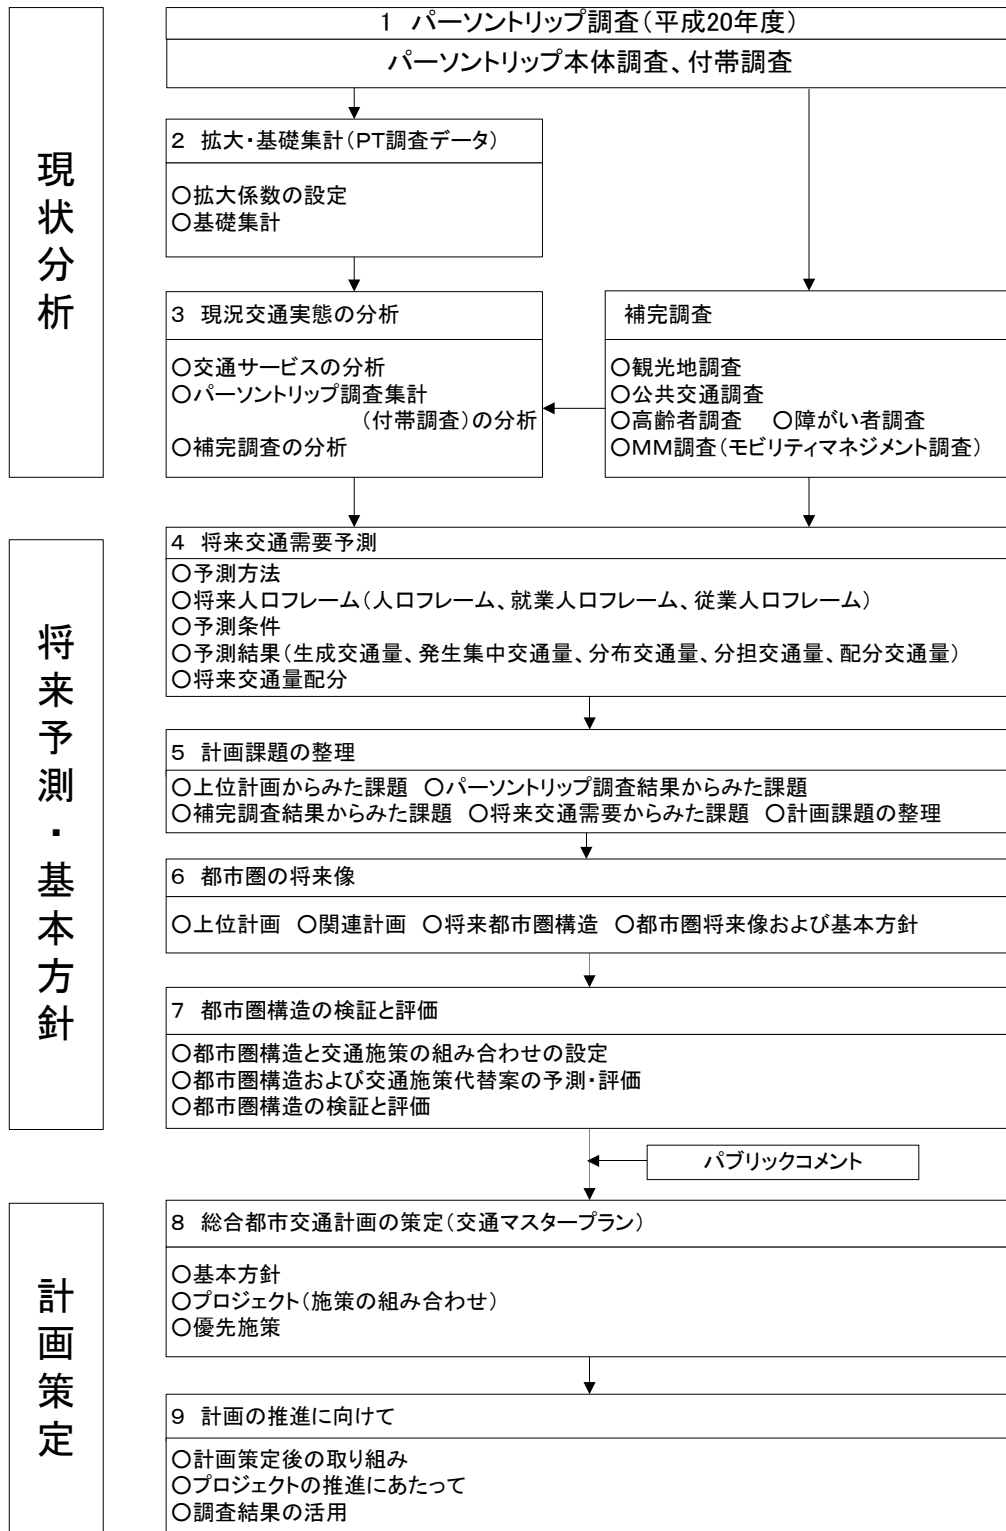 現状分析
1 パーソントリップ調査(平成20年度)
パーソントリップ本体調査、付帯調査
2 拡大・基礎集計(PT調査データ)
○拡大係数の設定
○基礎集計
3 現況交通実態の分析
○交通サービスの分析
○パーソントリップ調査集計
(付帯調査)の分析
○補完調査の分析
補完調査
○観光地調査
○公共交通調査
○高齢者調査 ○障がい者調査
○MM調査(モビリティマネジメント調査)
将来予測・基本方針
4 将来交通需要予測
○予測方法
○将来人口フレーム(人口フレーム、就業人口フレーム、従業人口フレーム)
○予測条件
○予測結果(生成交通量、発生集中交通量、分布交通量、分担交通量、配分交通量)
○将来交通量配分
5 計画課題の整理
○上位計画からみた課題 ○パーソントリップ調査結果からみた課題
○補完調査結果からみた課題 ○将来交通需要からみた課題 ○計画課題の整理
6 都市圏の将来像
○上位計画 ○関連計画 ○将来都市圏構造 ○都市圏将来像および基本方針
7 都市圏構造の検証と評価
○都市圏構造と交通施策の組み合わせの設定
○都市圏構造および交通施策代替案の予測・評価
○都市圏構造の検証と評価
パブリックコメント
計画策定
8 総合都市交通計画の策定(交通マスタープラン)
○基本方針
○プロジェクト(施策の組み合わせ)
○優先施策
9 計画の推進に向けて
○計画策定後の取り組み
○プロジェクトの推進にあたって
○調査結果の活用